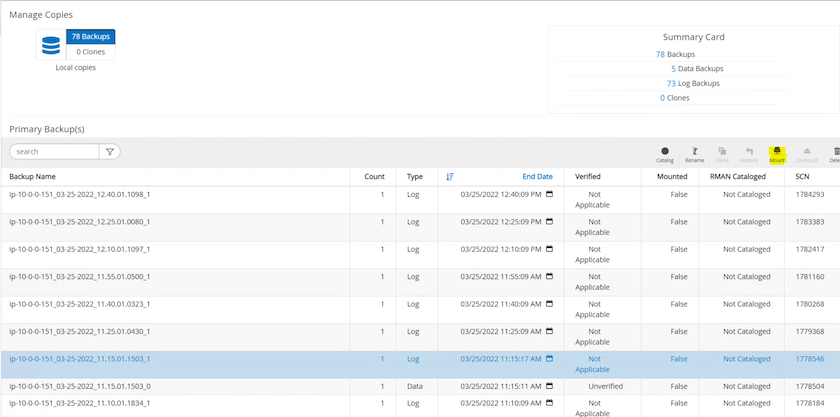 Manage Copies
78 Backups
0 Clones
Local copies
Summary Card
78 Backups
5 Data Backups
73 Log Backups
0 Clones
Primary Backup(s)
search
Catalog Rename Clone Restore Mount Unmount Dele
Backup Name Count Type End Date Verified Mounted RMAN Cataloged SCN
ip-10-0-0-151_03-25-2022_12.40.01.1098_1 1 Log 03/25/2022 12:40:09 PM Not Applicable False Not Cataloged 1784293
ip-10-0-0-151_03-25-2022_12.25.01.0080_1 1 Log 03/25/2022 12:25:09 PM Not Applicable False Not Cataloged 1783383
ip-10-0-0-151_03-25-2022_12.10.01.1097_1 1 Log 03/25/2022 12:10:09 PM Not Applicable False Not Cataloged 1782417
ip-10-0-0-151_03-25-2022_11.55.01.0500_1 1 Log 03/25/2022 11:55:09 AM Not Applicable False Not Cataloged 1781160
ip-10-0-0-151_03-25-2022_11.40.01.0323_1 1 Log 03/25/2022 11:40:09 AM Not Applicable False Not Cataloged 1780268
ip-10-0-0-151_03-25-2022_11.25.01.0430_1 1 Log 03/25/2022 11:25:09 AM Not Applicable False Not Cataloged 1779368
ip-10-0-0-151_03-25-2022_11.15.01.1503_1 1 Log 03/25/2022 11:15:17 AM Not Applicable False Not Cataloged 1778546
ip-10-0-0-151_03-25-2022_11.15.01.1503_0 1 Data 03/25/2022 11:15:11 AM Unverified False Not Cataloged 1778504
ip-10-0-0-151_03-25-2022_11.10.01.1834_1 1 Log 03/25/2022 11:10:09 AM Not Applicable False Not Cataloged 1778184